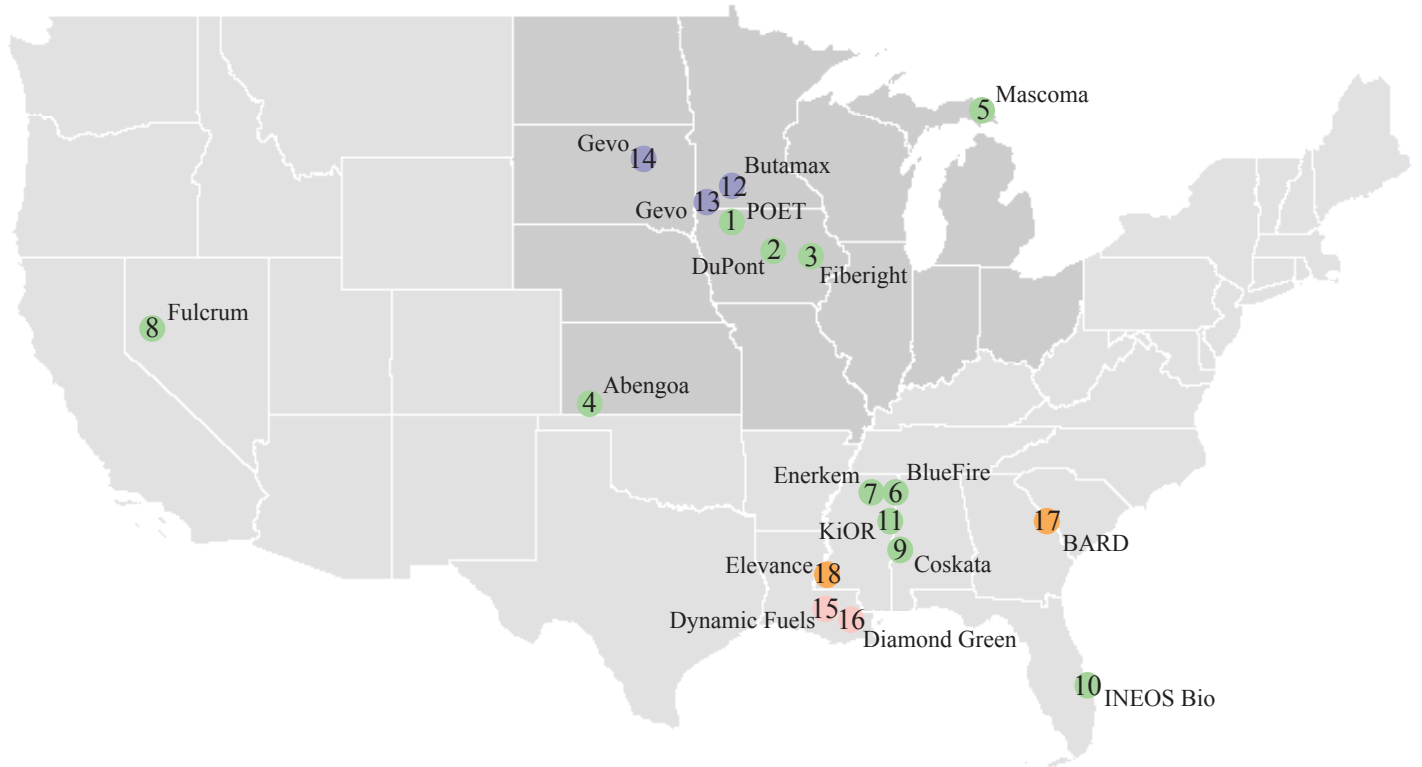 Mascoma
5
Gevo
14
Butamax
12
13
Gevo
POET
1
2
DuPont
3
Fiberight
Fulcrum
8
Abengoa
4
Enerkem
BlueFire
7
6
KiOR
11
17
BARD
9
Coskata
Elevance
18
15
Dynamic Fuels
16
Diamond Green
10
INEOS Bio